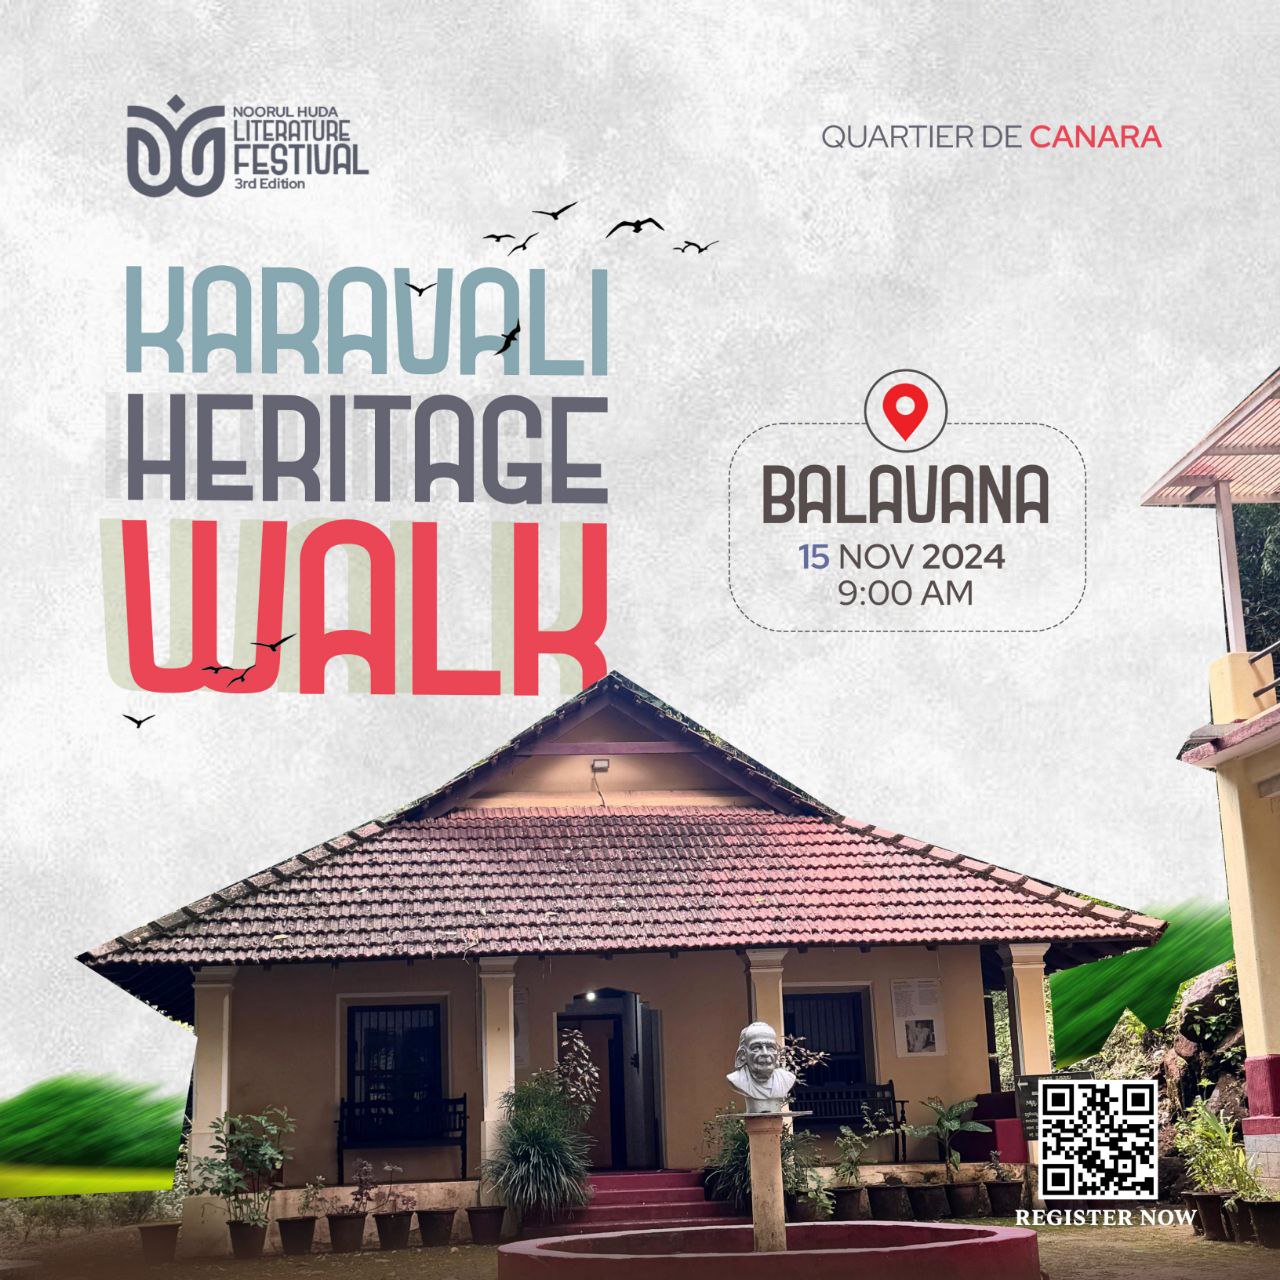 NOORUL HUDA
LITERATURE
FESTIVAL
3rd Edition
QUARTIER DE CANARA
KARAVALI
HERITAGE
WALK
BALAVANA
15 NOV 2024
9:00 AM
REGISTER NOW